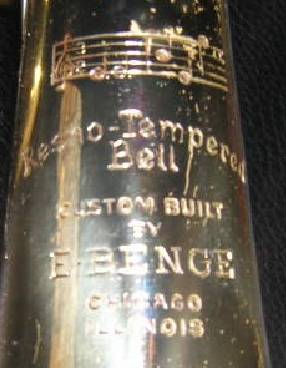 Resno-Tempered
Bell
CUSTOM BUILT
BY
E. BENGE
CHICAGO
ILLINOIS